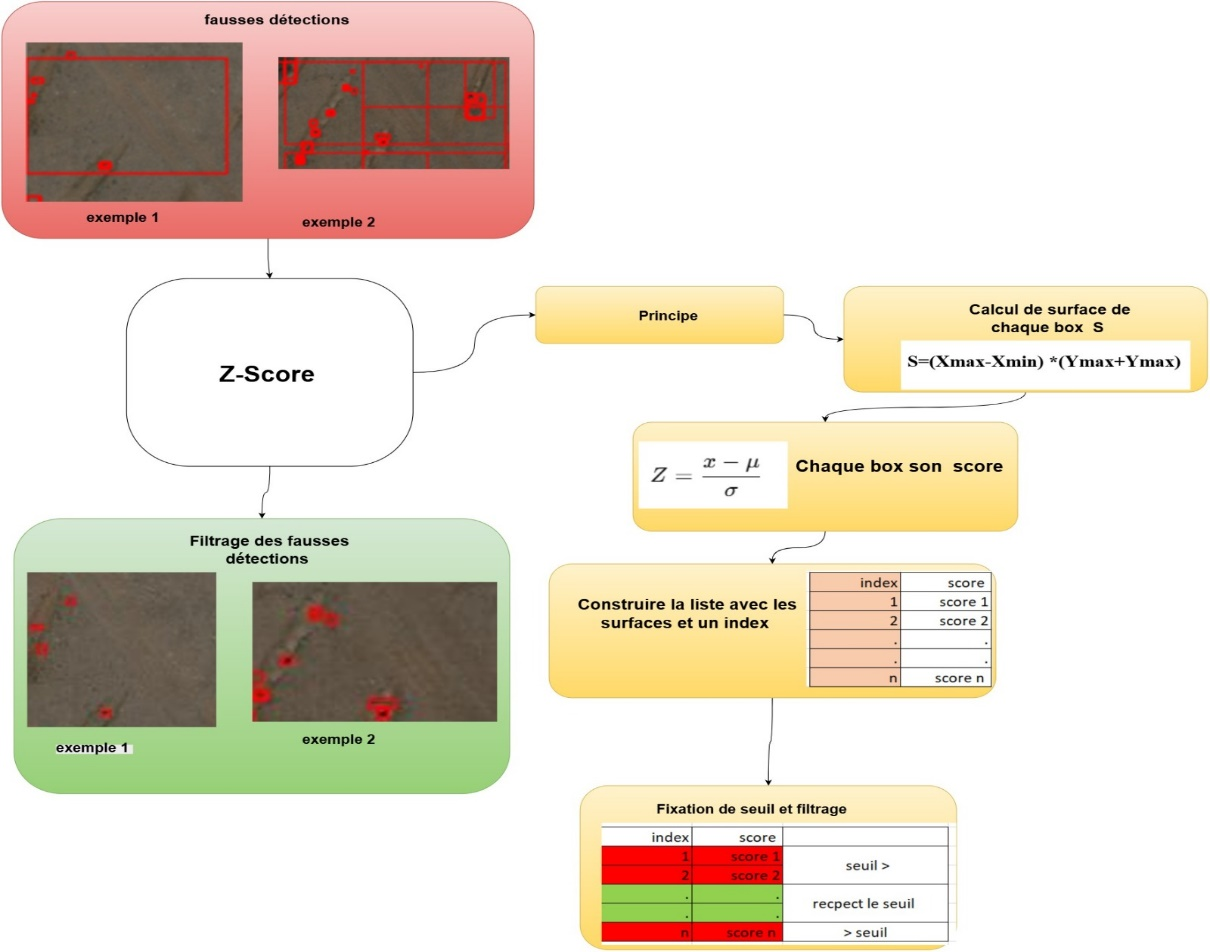 fausses détections
exemple 1
exemple 2
Z-Score
Principe
Calcul de surface de
chaque box S
S=(Xmax-Xmin) *(Ymax+Ymax)
Z = x − μ / σ
Chaque box son score
Construire la liste avec les
surfaces et un index
index score
1 score 1
2 score 2
. .
. .
n score n
Fixation de seuil et filtrage
index score
1 score 1
2 score 2
seuil >
. .
. .
recpect le seuil
n score n > seuil
Filtrage des fausses
détections
exemple 1
exemple 2